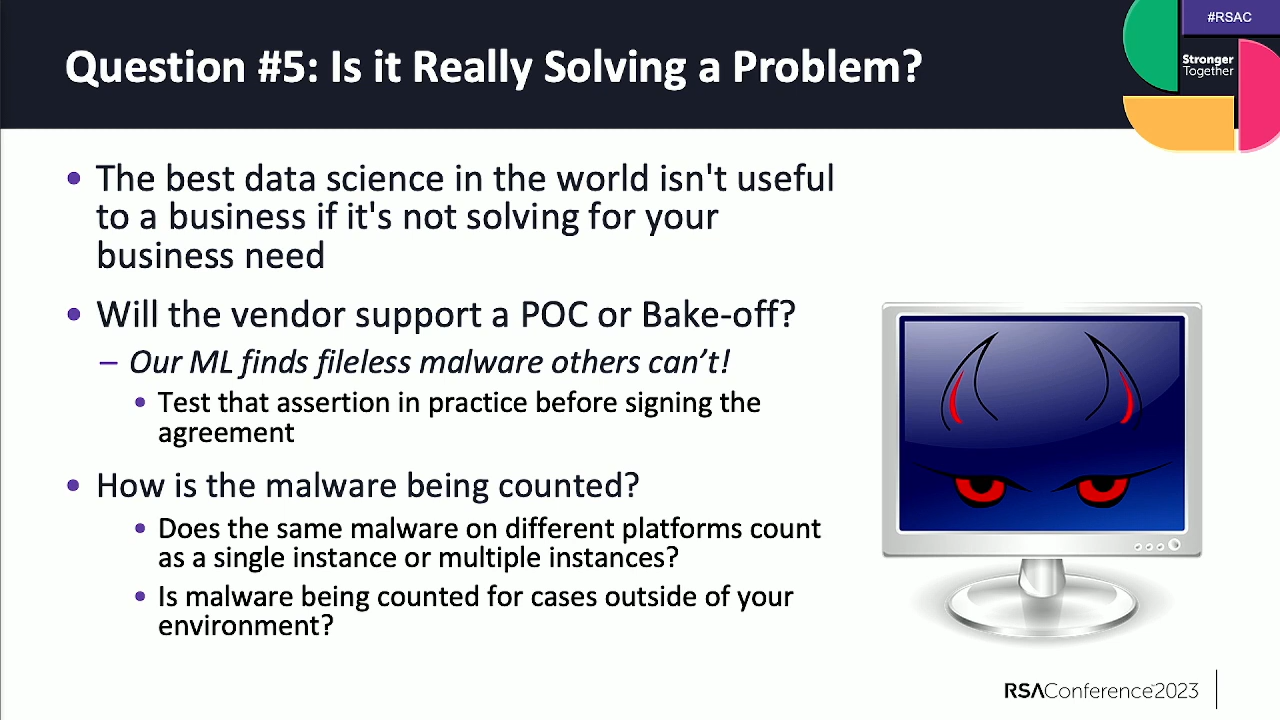 #RSAC
Stronger
Together
Question #5: Is it Really Solving a Problem?
• The best data science in the world isn't useful
to a business if it's not solving for your
business need
• Will the vendor support a POC or Bake-off?
– Our ML finds fileless malware others can’t!
• Test that assertion in practice before signing the
agreement
• How is the malware being counted?
• Does the same malware on different platforms count
as a single instance or multiple instances?
• Is malware being counted for cases outside of your
environment?
RSAConference™2023